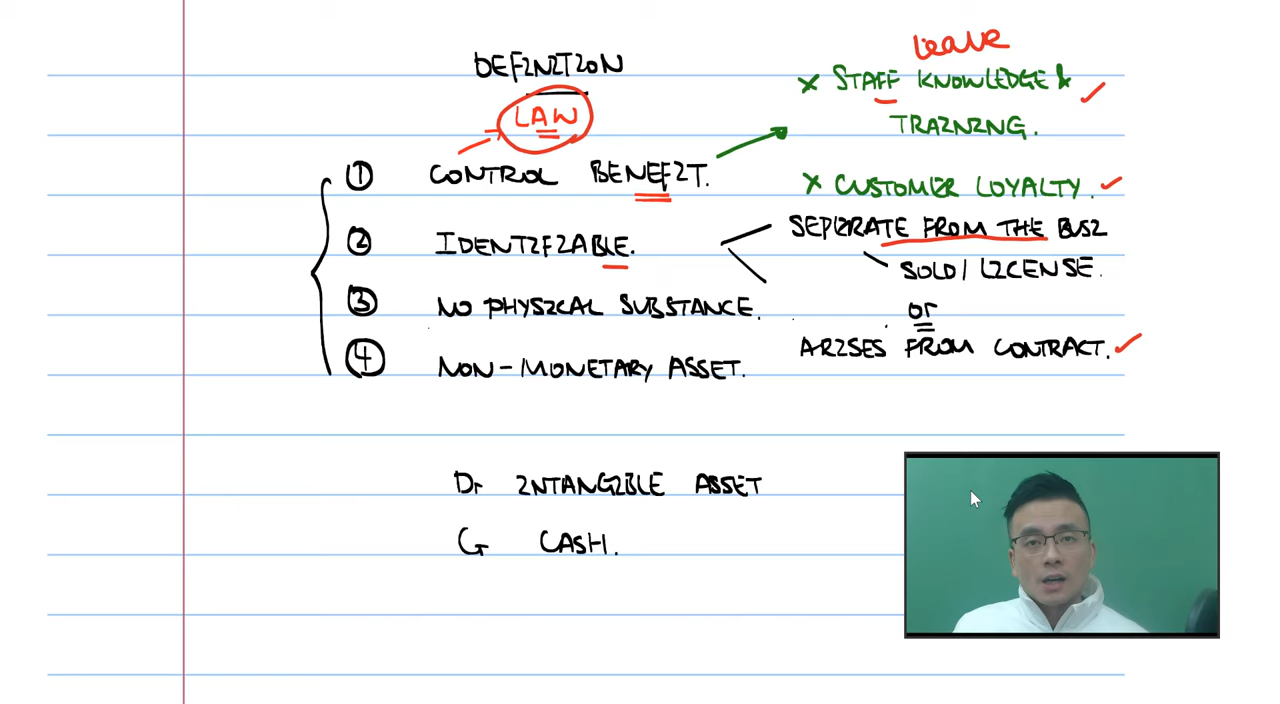 DEFINITION
LAW
① CONTROL BENEFIT.
② IDENTIFIABLE.
③ NO PHYSICAL SUBSTANCE.
④ NON-MONETARY ASSET.
Leave
X STAFF KNOWLEDGE &
TRAINING.
X CUSTOMER LOYALTY.
SEPERATE FROM THE BUSI
SOLD/LICENSE.
or
ARISES FROM CONTRACT.
Dr INTANGIBLE ASSET
Cr CASH.